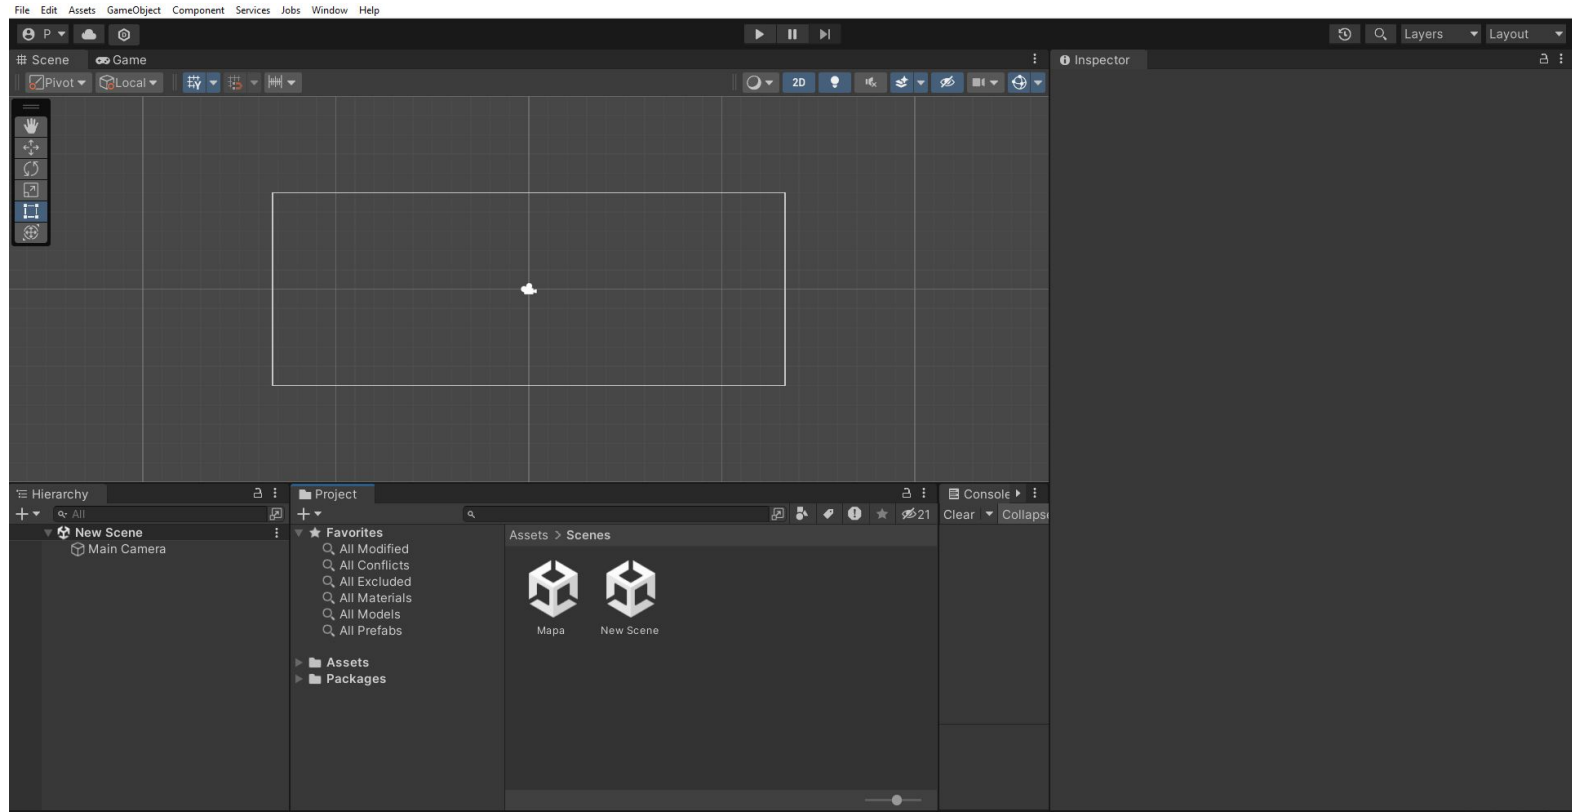 File Edit Assets GameObject Component Services Jobs Window Help
P Layers Layout
Scene Game Inspector
Pivot Local 2D
Hierarchy Project Console
All 21 Clear Collapse
New Scene Favorites Assets > Scenes
Main Camera All Modified
All Conflicts
All Excluded
All Materials
All Models
All Prefabs Mapa New Scene
Assets
Packages